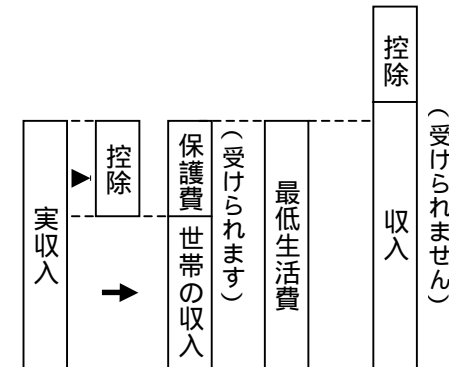 実収入
控除
保護費
世帯の収入
(受けられます)
最低生活費
控除
収入
(受けられません)